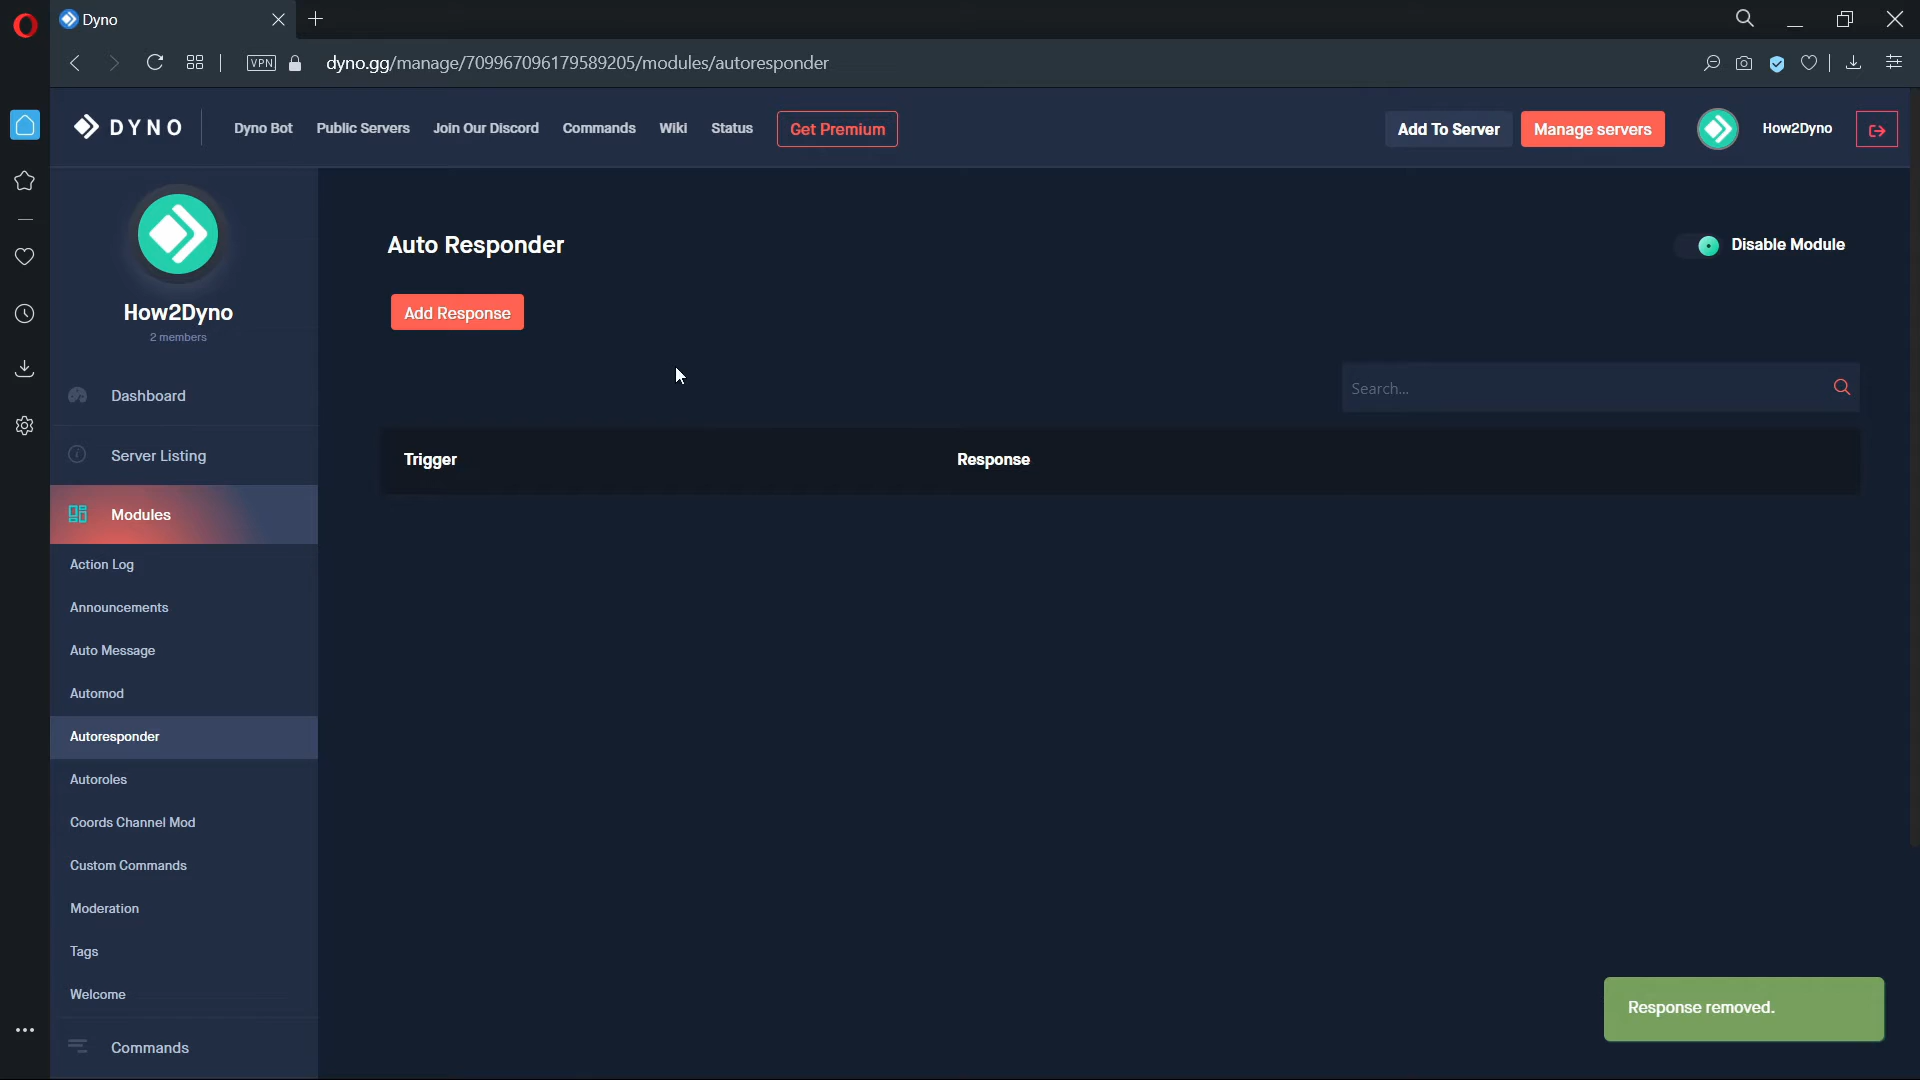 Dyno
VPN
dyno.gg/manage/709967096179589205/modules/autoresponder
DYNO
Dyno Bot
Public Servers
Join Our Discord
Commands
Wiki
Status
Get Premium
Add To Server
Manage servers
How2Dyno
How2Dyno
2 members
Dashboard
Server Listing
Modules
Action Log
Announcements
Auto Message
Automod
Autoresponder
Autoroles
Coords Channel Mod
Custom Commands
Moderation
Tags
Welcome
Commands
Auto Responder
Disable Module
Add Response
Search...
Trigger
Response
Response removed.